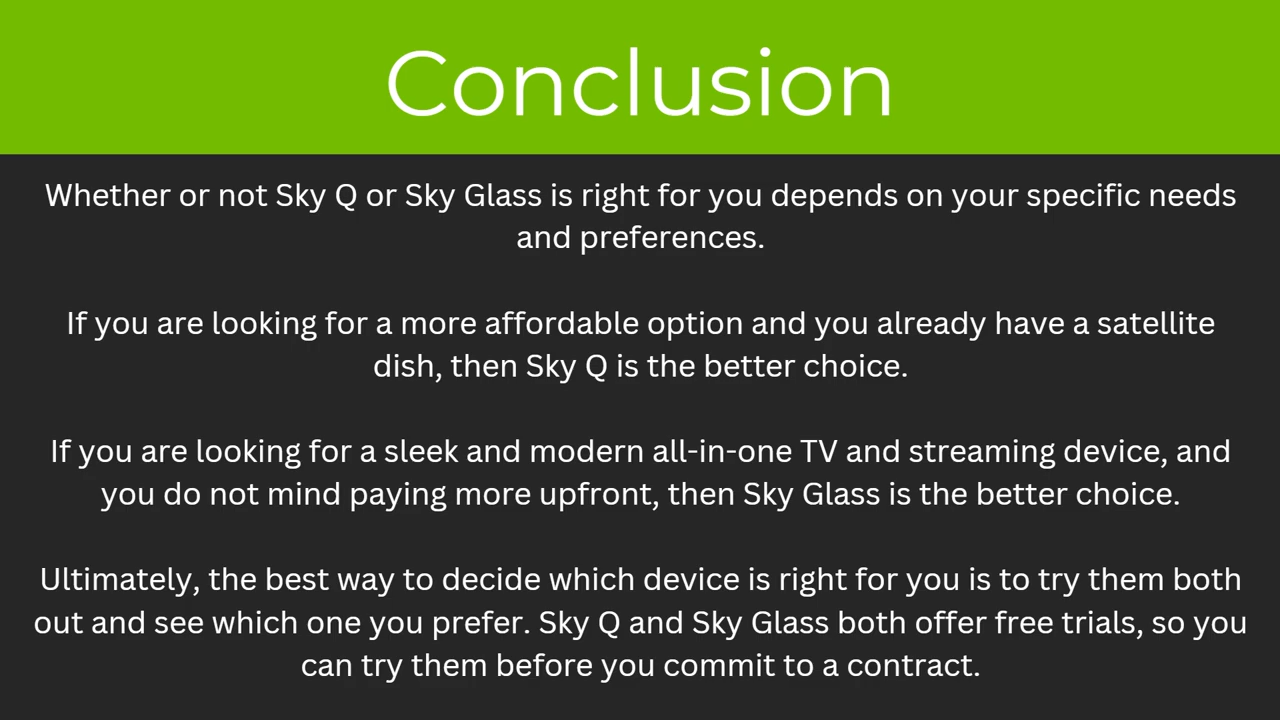 Conclusion
Whether or not Sky Q or Sky Glass is right for you depends on your specific needs
and preferences.
If you are looking for a more affordable option and you already have a satellite
dish, then Sky Q is the better choice.
If you are looking for a sleek and modern all-in-one TV and streaming device, and
you do not mind paying more upfront, then Sky Glass is the better choice.
Ultimately, the best way to decide which device is right for you is to try them both
out and see which one you prefer. Sky Q and Sky Glass both offer free trials, so you
can try them before you commit to a contract.